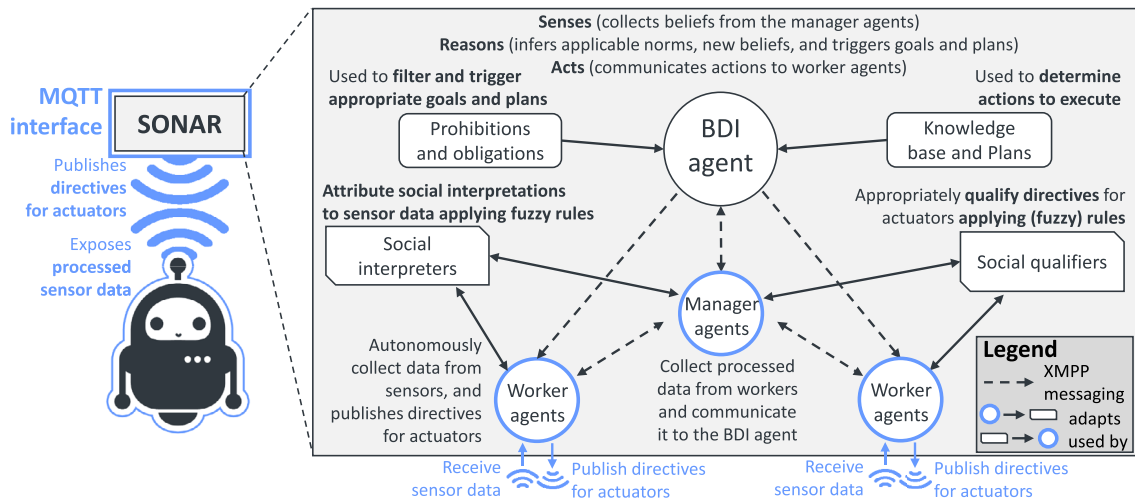 Senses (collects beliefs from the manager agents)
Reasons (infers applicable norms, new beliefs, and triggers goals and plans)
Acts (communicates actions to worker agents)
MQTT
interface
SONAR
Publishes
directives
for actuators
Exposes
processed
sensor data
Used to filter and trigger
appropriate goals and plans
Prohibitions
and obligations
BDI
agent
Used to determine
actions to execute
Knowledge
base and Plans
Attribute social interpretations
to sensor data applying fuzzy rules
Social
interpreters
Appropriately qualify directives for
actuators applying (fuzzy) rules
Social qualifiers
Manager
agents
Autonomously
collect data from
sensors, and
publishes directives
for actuators
Worker
agents
Collect processed
data from workers
and communicate
it to the BDI agent
Worker
agents
Legend
XMPP
messaging
adapts
used by
Receive
sensor data
Publish directives
for actuators
Receive
sensor data
Publish directives
for actuators